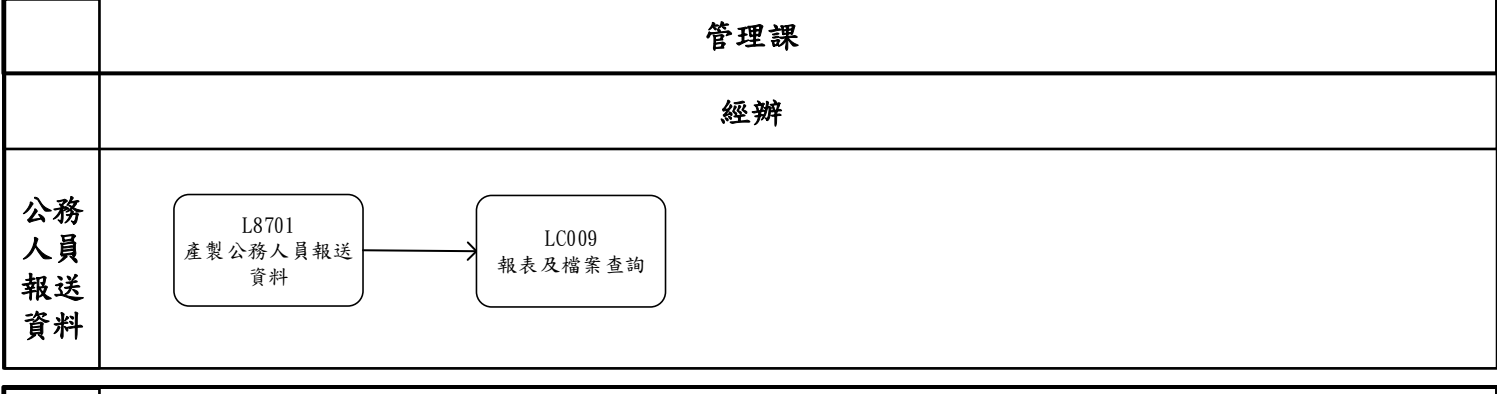 管理課
經辦
公務
人員
報送
資料
L8701
產製公務人員報送
資料
LC009
報表及檔案查詢